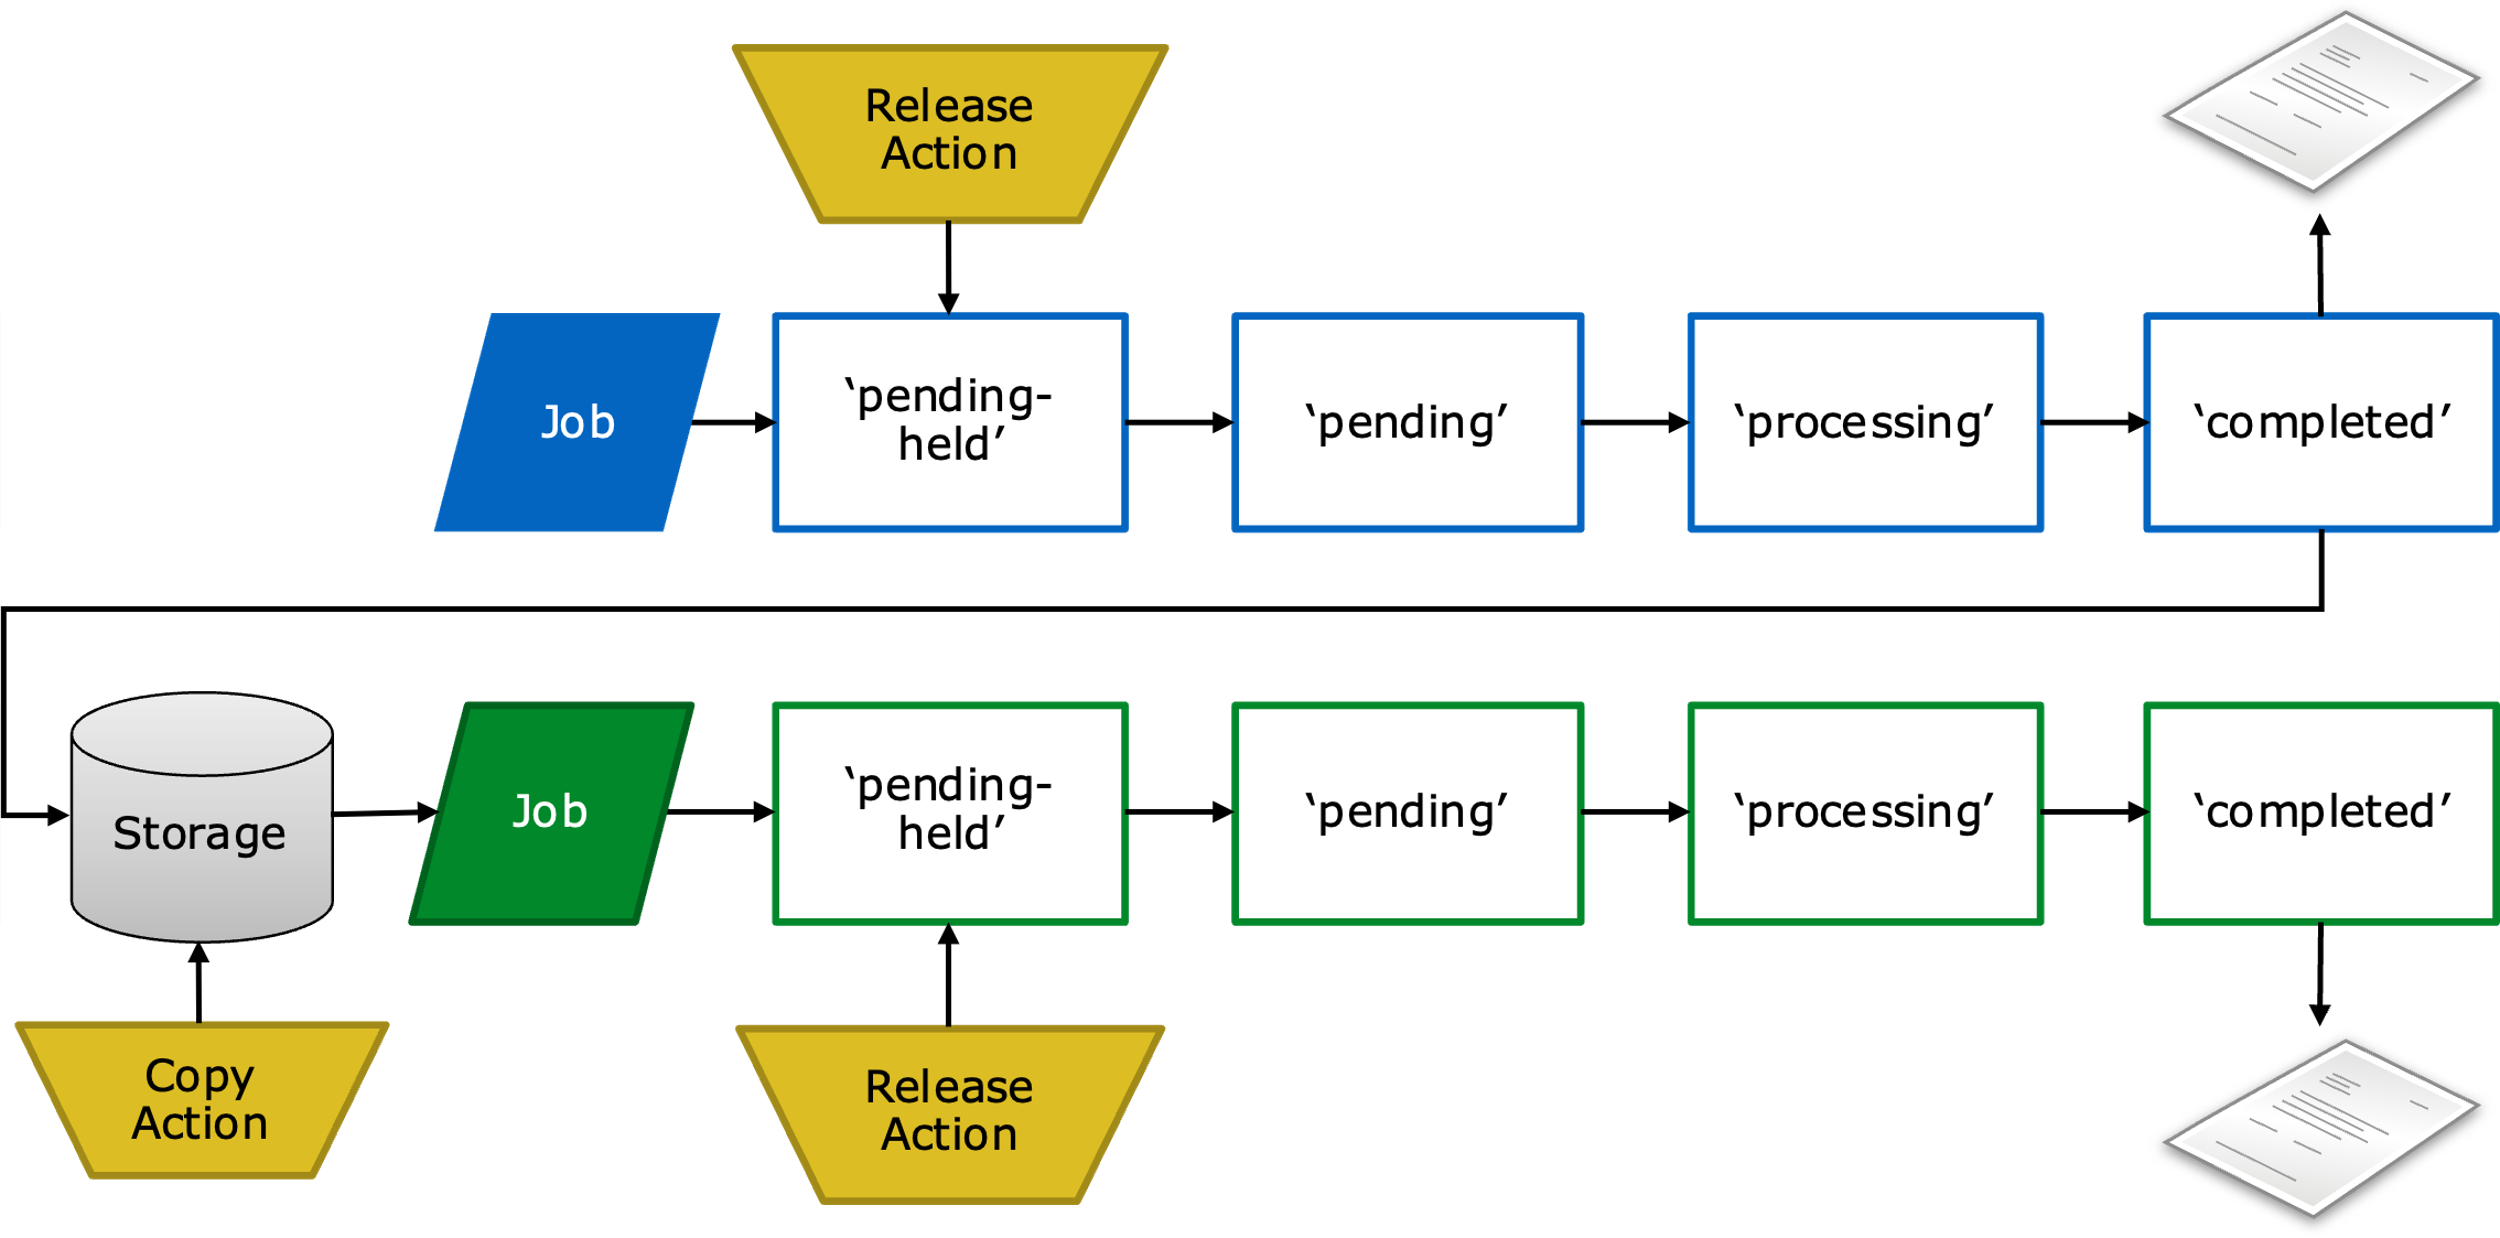 Release
Action
Job
‘pending-
held’
‘pending’
‘processing’
‘completed’
Storage
Job
‘pending-
held’
‘pending’
‘processing’
‘completed’
Copy
Action
Release
Action